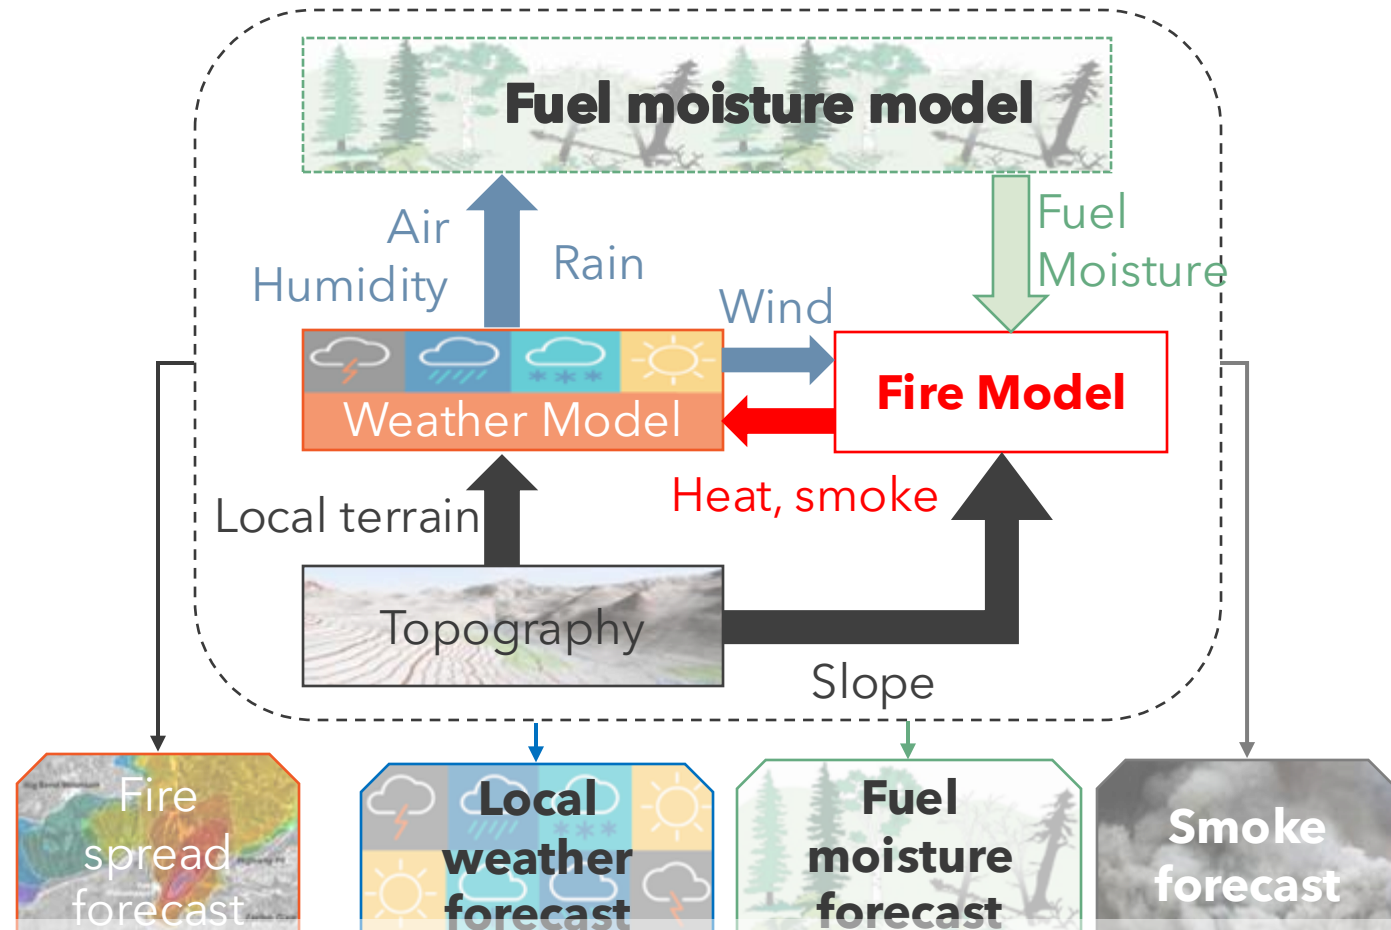 Fuel moisture model
Air
Humidity
Rain
Fuel
Moisture
Wind
Weather Model
Fire Model
Heat, smoke
Local terrain
Topography
Slope
Fire
spread
forecast
Local
weather
forecast
Fuel
moisture
forecast
Smoke
forecast